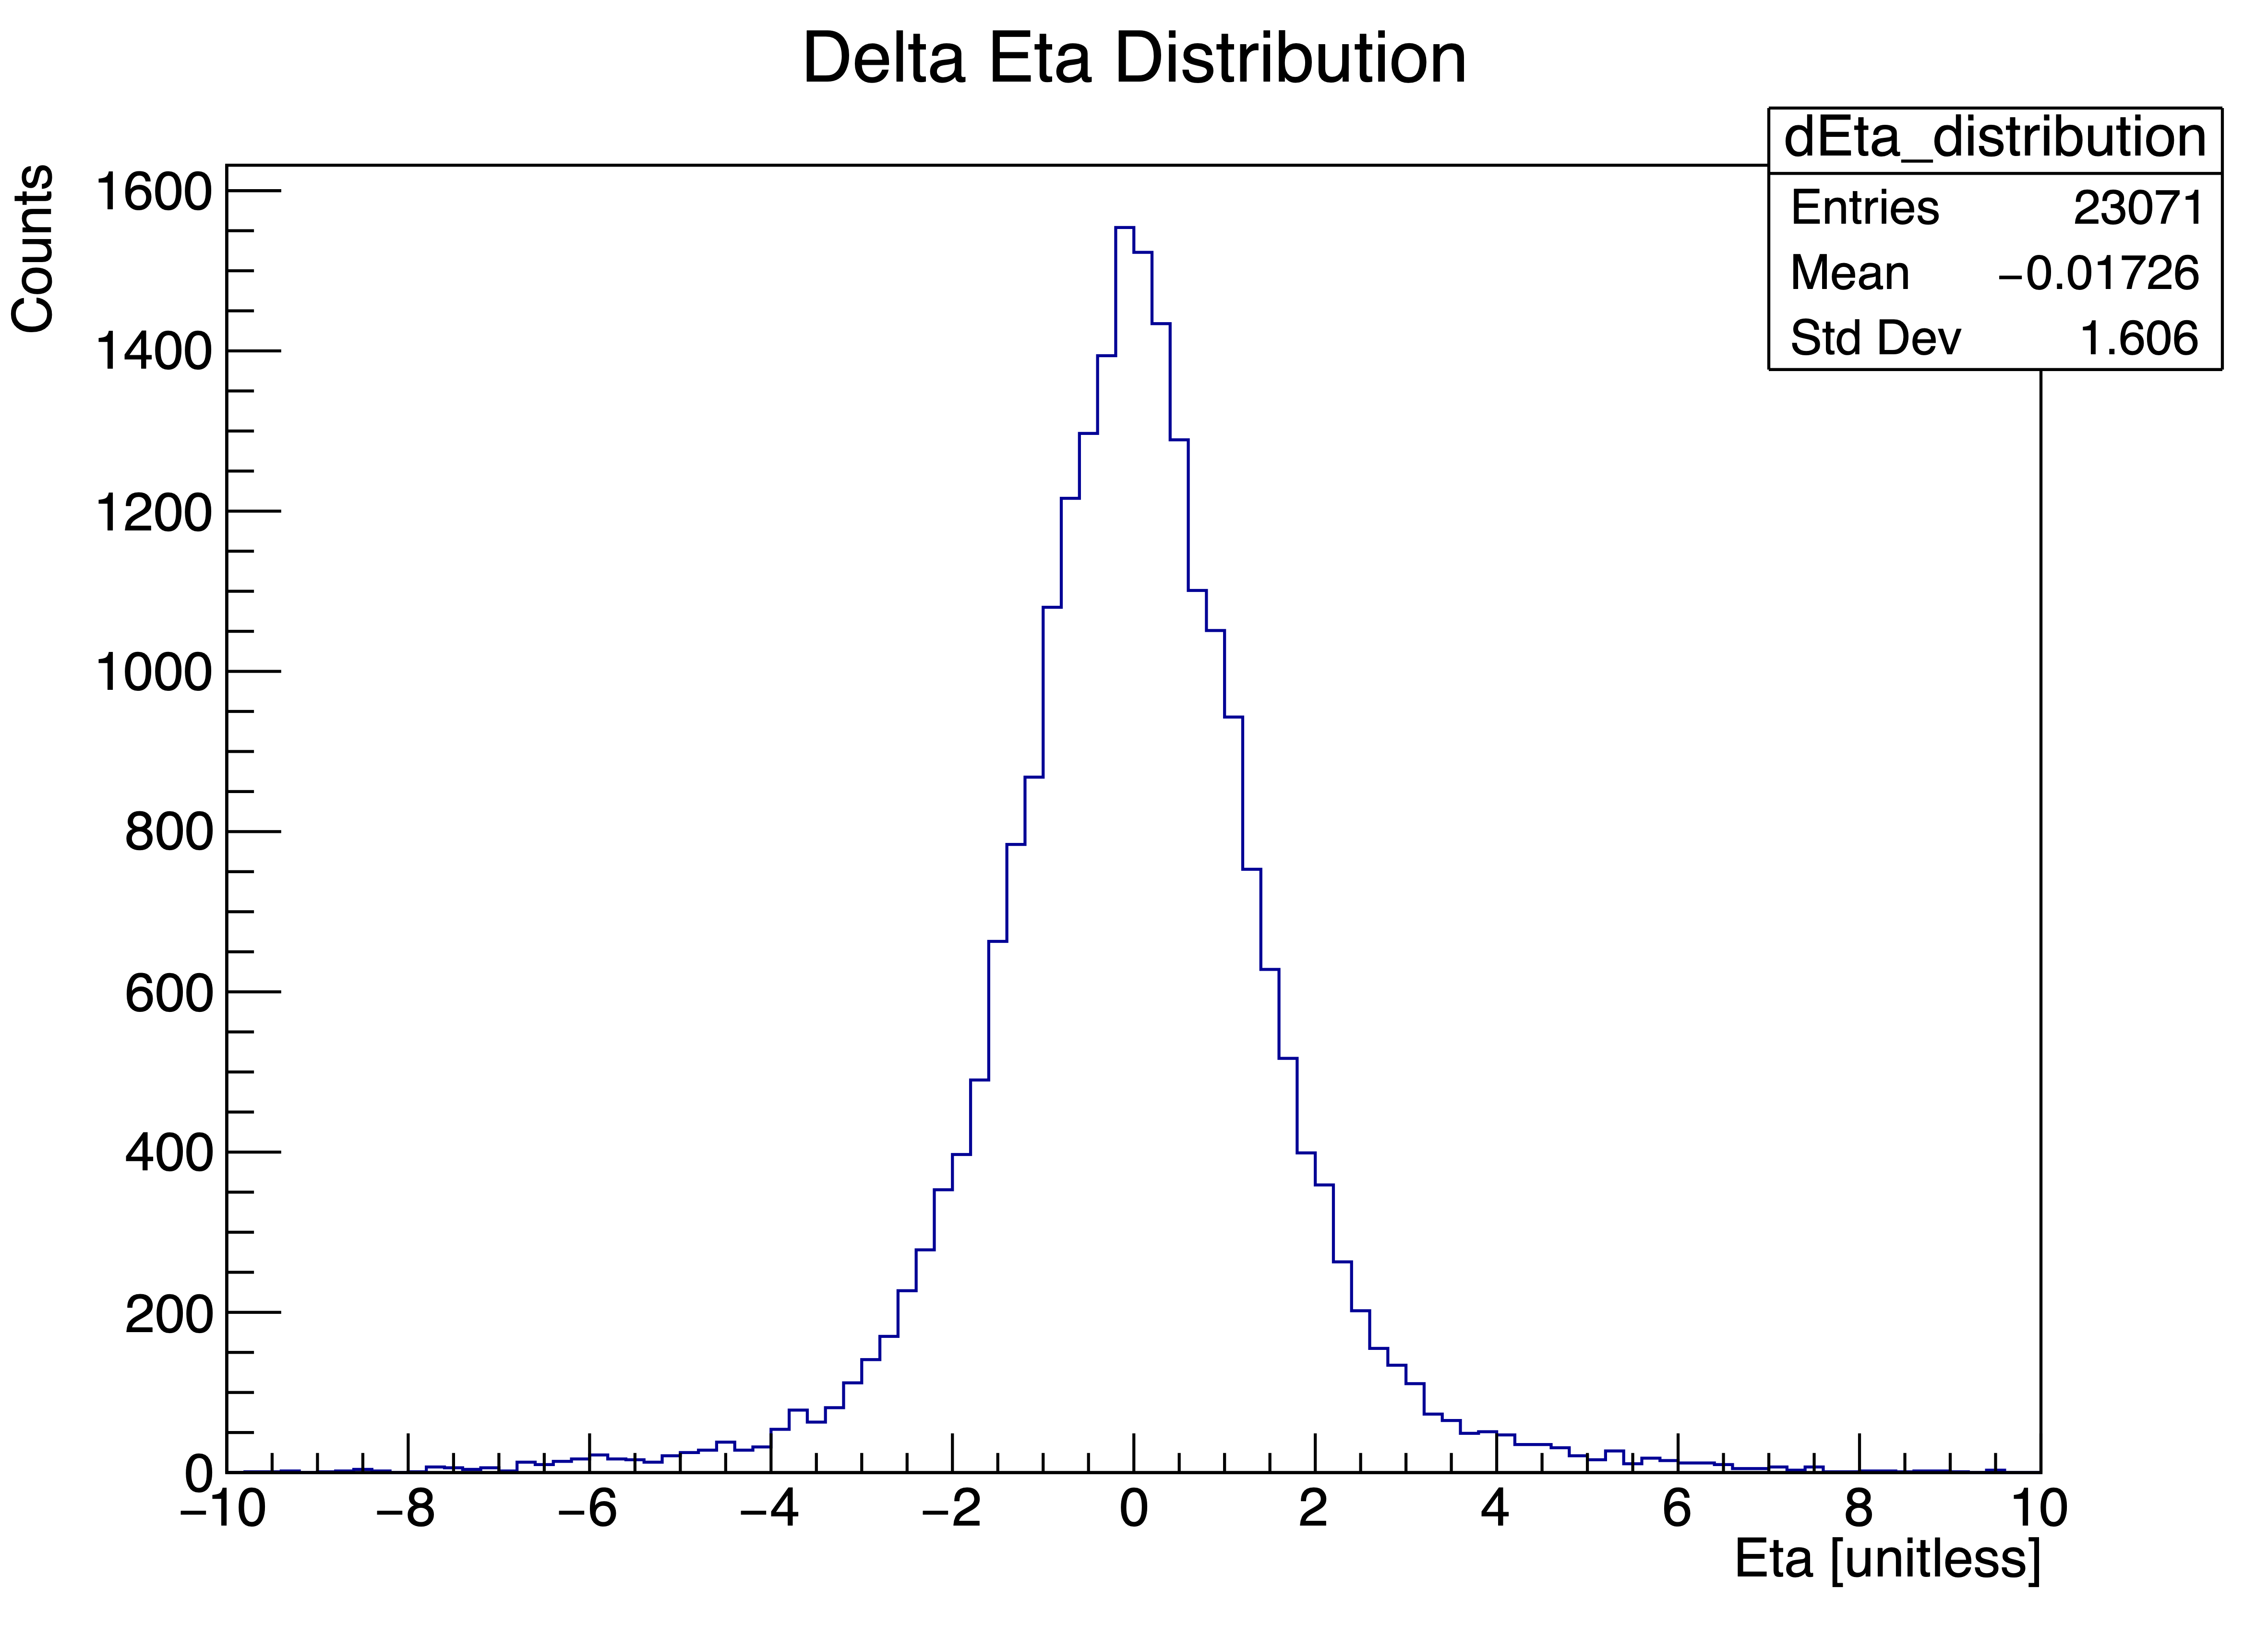 Delta Eta Distribution
dEta_distribution
Entries 23071
Mean −0.01726
Std Dev 1.606
Counts
1600
1400
1200
1000
800
600
400
200
0
−10 −8 −6 −4 −2 0 2 4 6 8 10
Eta [unitless]